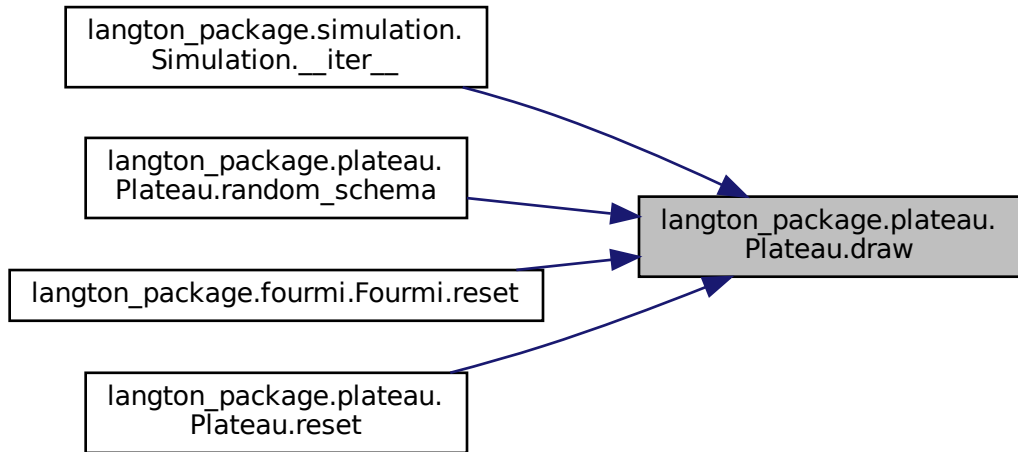 langton_package.simulation.
Simulation.__iter__
langton_package.plateau.
Plateau.random_schema
langton_package.plateau.
Plateau.draw
langton_package.fourmi.Fourmi.reset
langton_package.plateau.
Plateau.reset